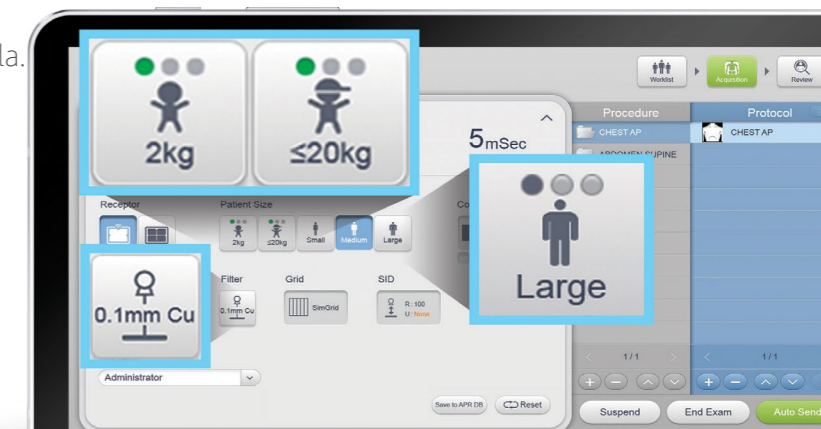 la.
2kg
≤20kg
Worklist
Acquisition
Review
Procedure
Protocol
5mSec
CHEST AP
CHEST AP
ABDOMEN SUPINE
Receptor
Patient Size
2kg
≤20kg
Small
Medium
Large
Large
0.1mm Cu
Filter
Grid
SID
0.1mm Cu
SimGrid
R : 100
U : None
1/1
1/1
Administrator
Save to APR DB
Reset
Suspend
End Exam
Auto Send